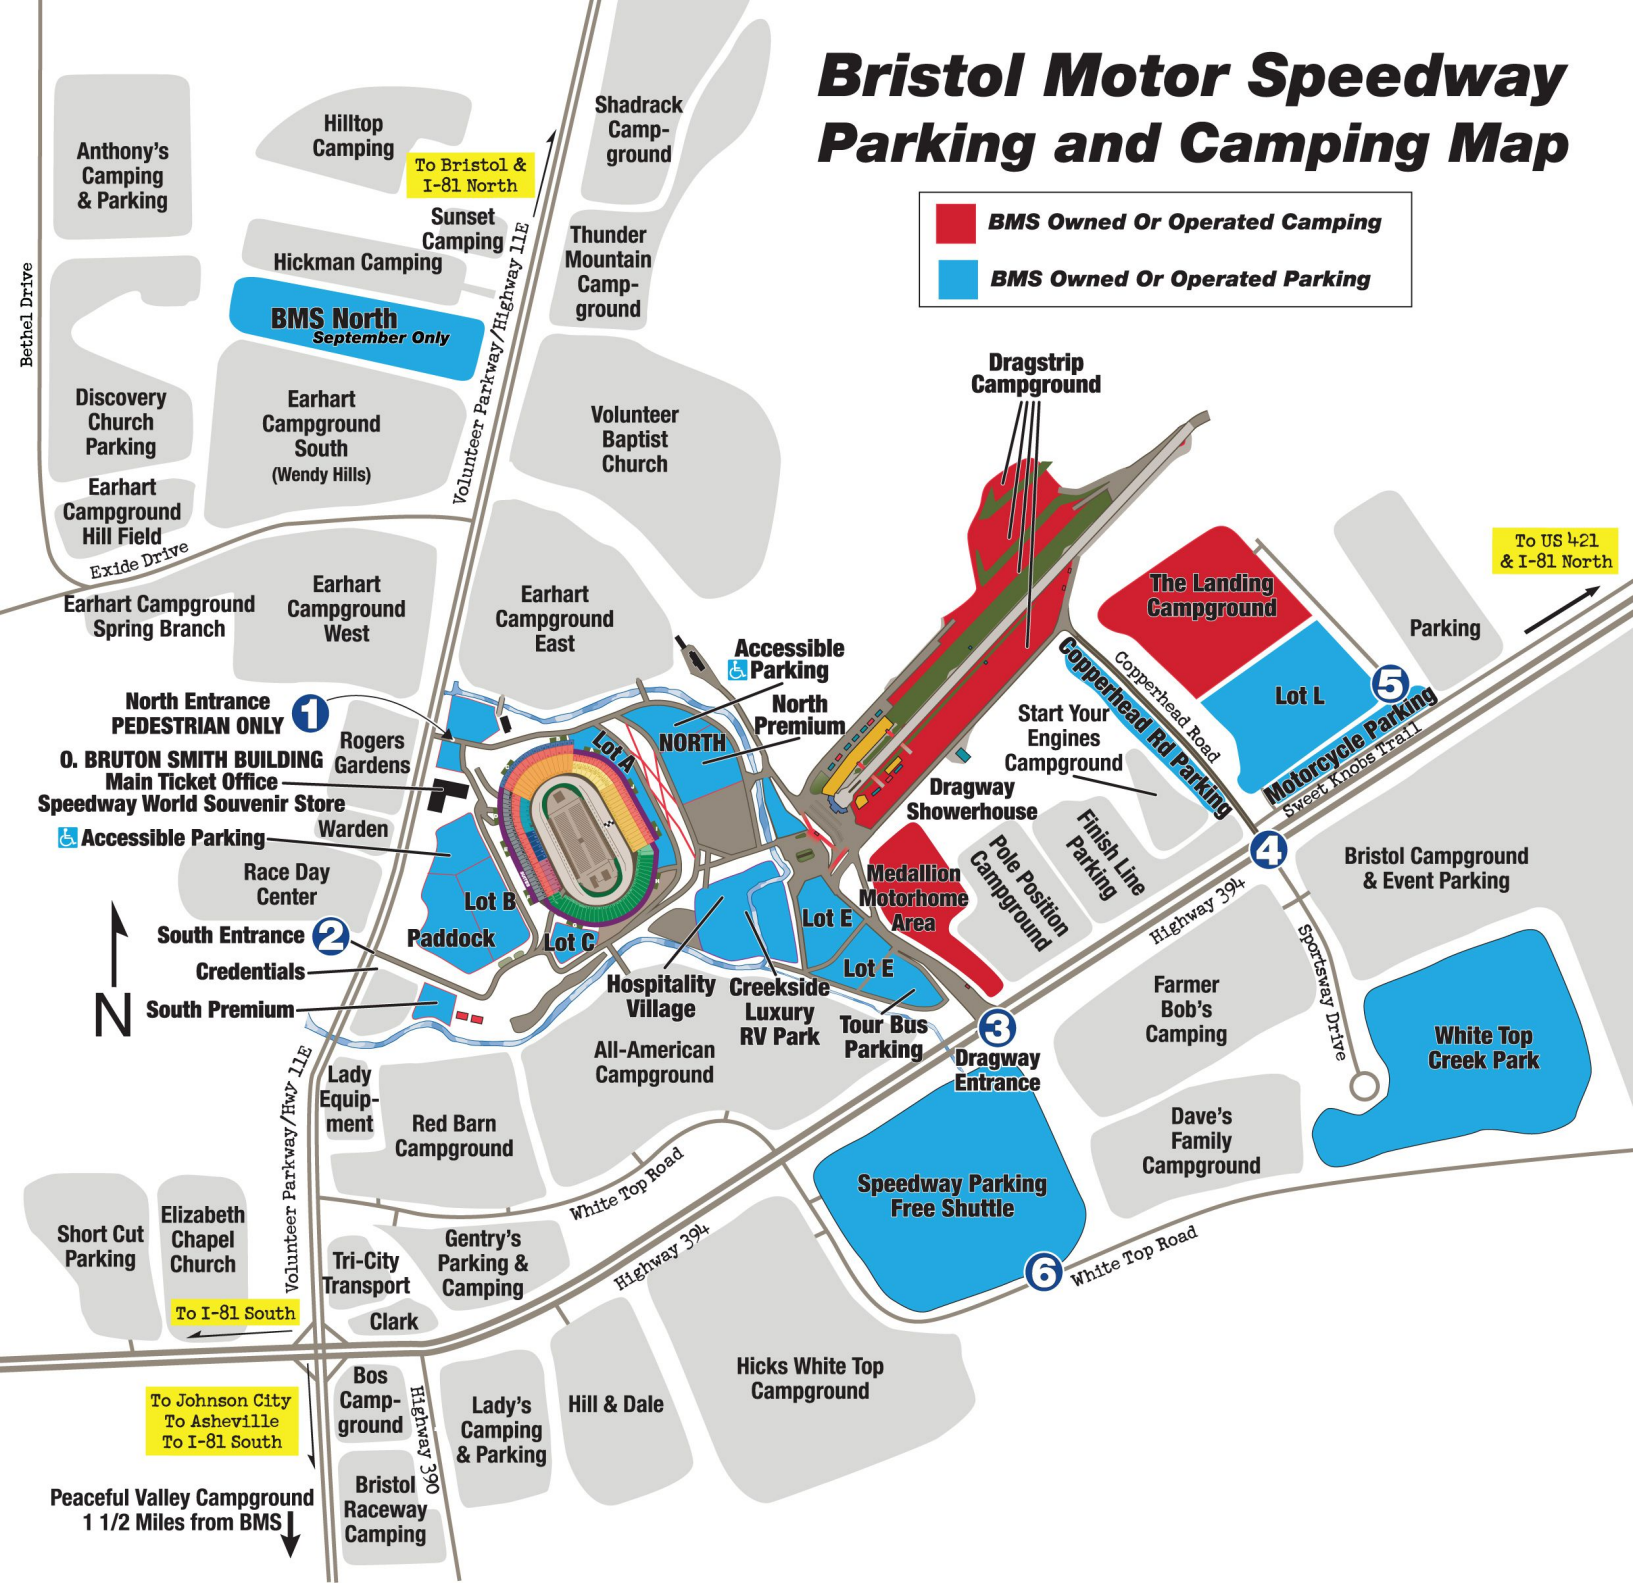 Bristol Motor Speedway
Parking and Camping Map
BMS Owned Or Operated Camping
BMS Owned Or Operated Parking
Anthony's
Camping
& Parking
Hilltop
Camping
To Bristol &
I-81 North
Shadrack
Camp-
ground
Sunset
Camping
Hickman Camping
Thunder
Mountain
Camp-
ground
Bethel Drive
BMS North
September Only
Volunteer Parkway/Highway 11E
Discovery
Church
Parking
Earhart
Campground
South
(Wendy Hills)
Volunteer
Baptist
Church
Dragstrip
Campground
Earhart
Campground
Hill Field
Exide Drive
Earhart Campground
Spring Branch
Earhart
Campground
West
Earhart
Campground
East
The Landing
Campground
To US 421
& I-81 North
Parking
Accessible
Parking
North
Premium
NORTH
Lot A
Copperhead Road
Copperhead Rd Parking
Lot L
5
Motorcycle Parking
Sweet Knobs Trail
North Entrance
PEDESTRIAN ONLY
1
Rogers
Gardens
O. BRUTON SMITH BUILDING
Main Ticket Office
Speedway World Souvenir Store
Warden
Accessible Parking
Start Your
Engines
Campground
Dragway
Showerhouse
Finish Line
Parking
Pole Position
Campground
Medallion
Motorhome
Area
4
Highway 394
Bristol Campground
& Event Parking
Race Day
Center
Lot B
Paddock
Lot C
Lot E
Lot E
South Entrance
2
Credentials
South Premium
N
Hospitality
Village
Creekside
Luxury
RV Park
Tour Bus
Parking
3
Dragway
Entrance
Farmer
Bob's
Camping
Sportsway Drive
White Top
Creek Park
All-American
Campground
Lady
Equip-
ment
Red Barn
Campground
Volunteer Parkway/Hwy 11E
Dave's
Family
Campground
Speedway Parking
Free Shuttle
6
White Top Road
White Top Road
Highway 394
Short Cut
Parking
Elizabeth
Chapel
Church
Tri-City
Transport
Gentry's
Parking &
Camping
Clark
To I-81 South
Bos
Camp-
ground
Highway 390
Lady's
Camping
& Parking
Hill & Dale
Hicks White Top
Campground
To Johnson City
To Asheville
To I-81 South
Bristol
Raceway
Camping
Peaceful Valley Campground
1 1/2 Miles from BMS